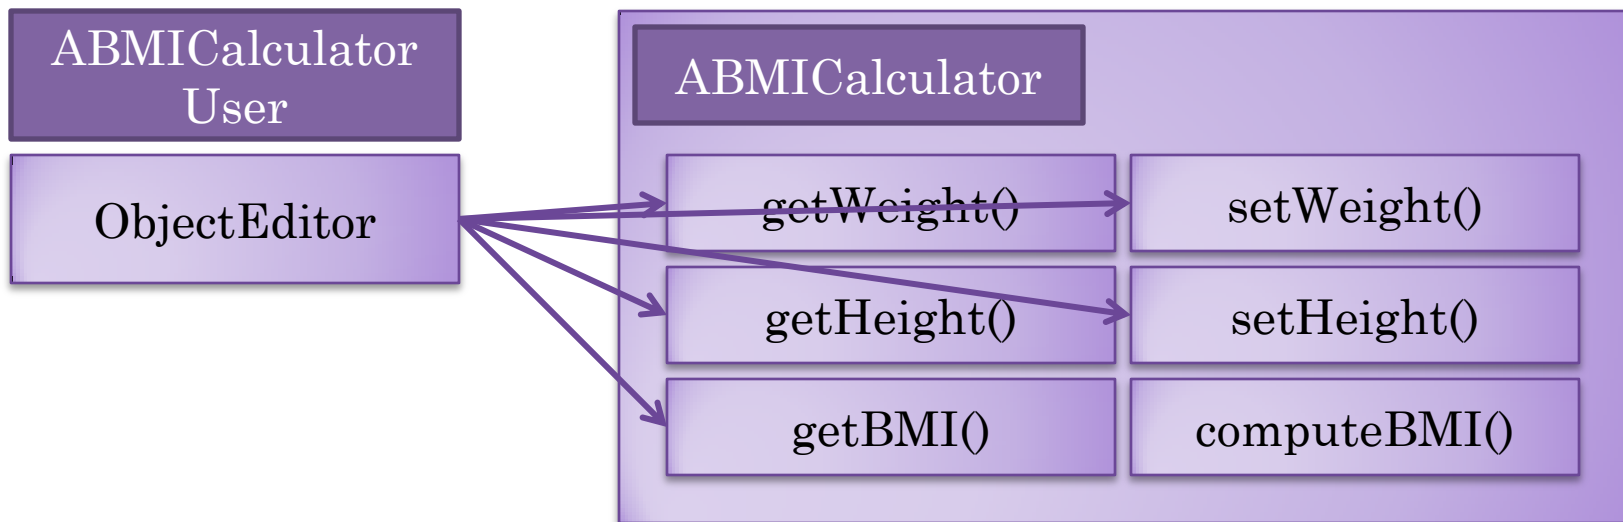 ABMICalculator
User
ObjectEditor
ABMICalculator
getWeight()
setWeight()
getHeight()
setHeight()
getBMI()
computeBMI()